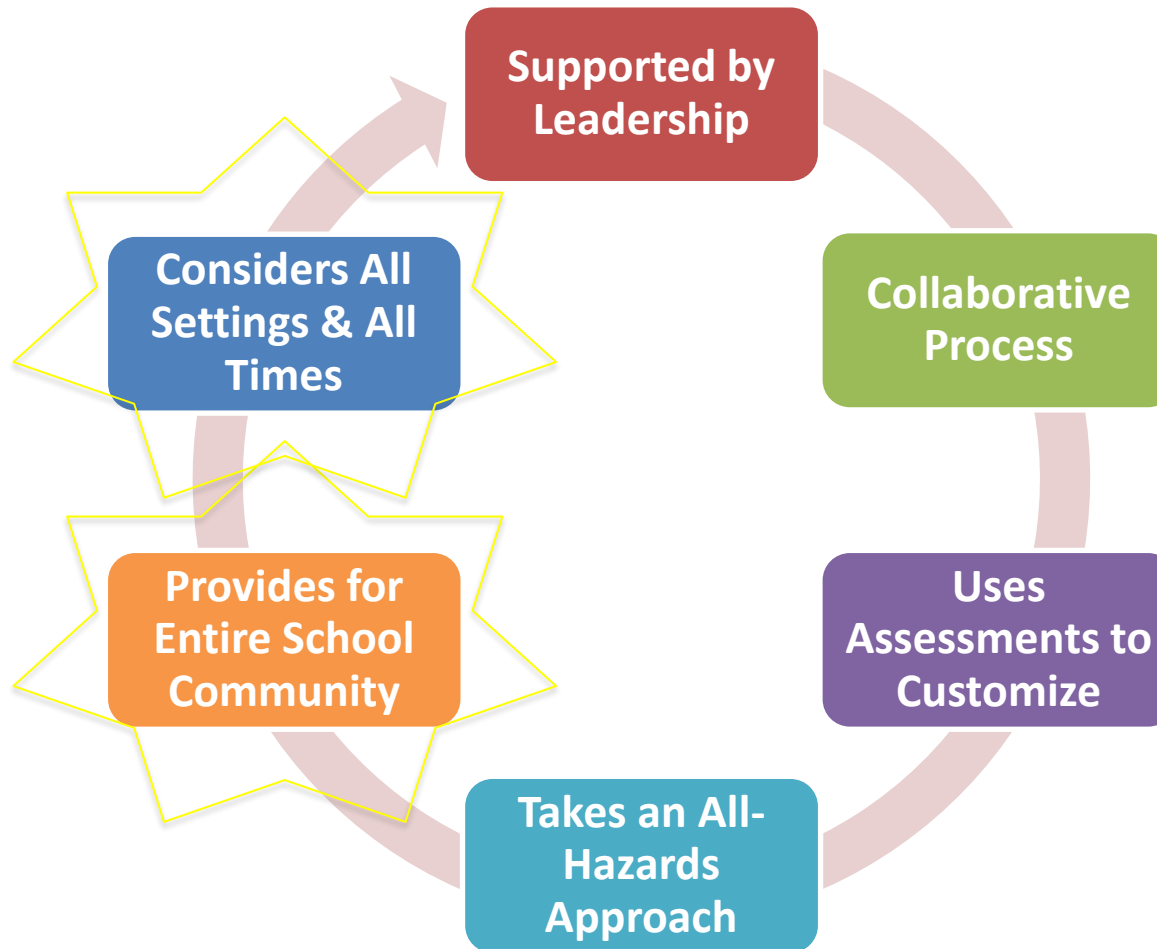 Supported by
Leadership
Collaborative
Process
Uses
Assessments to
Customize
Takes an All-
Hazards
Approach
Provides for
Entire School
Community
Considers All
Settings & All
Times